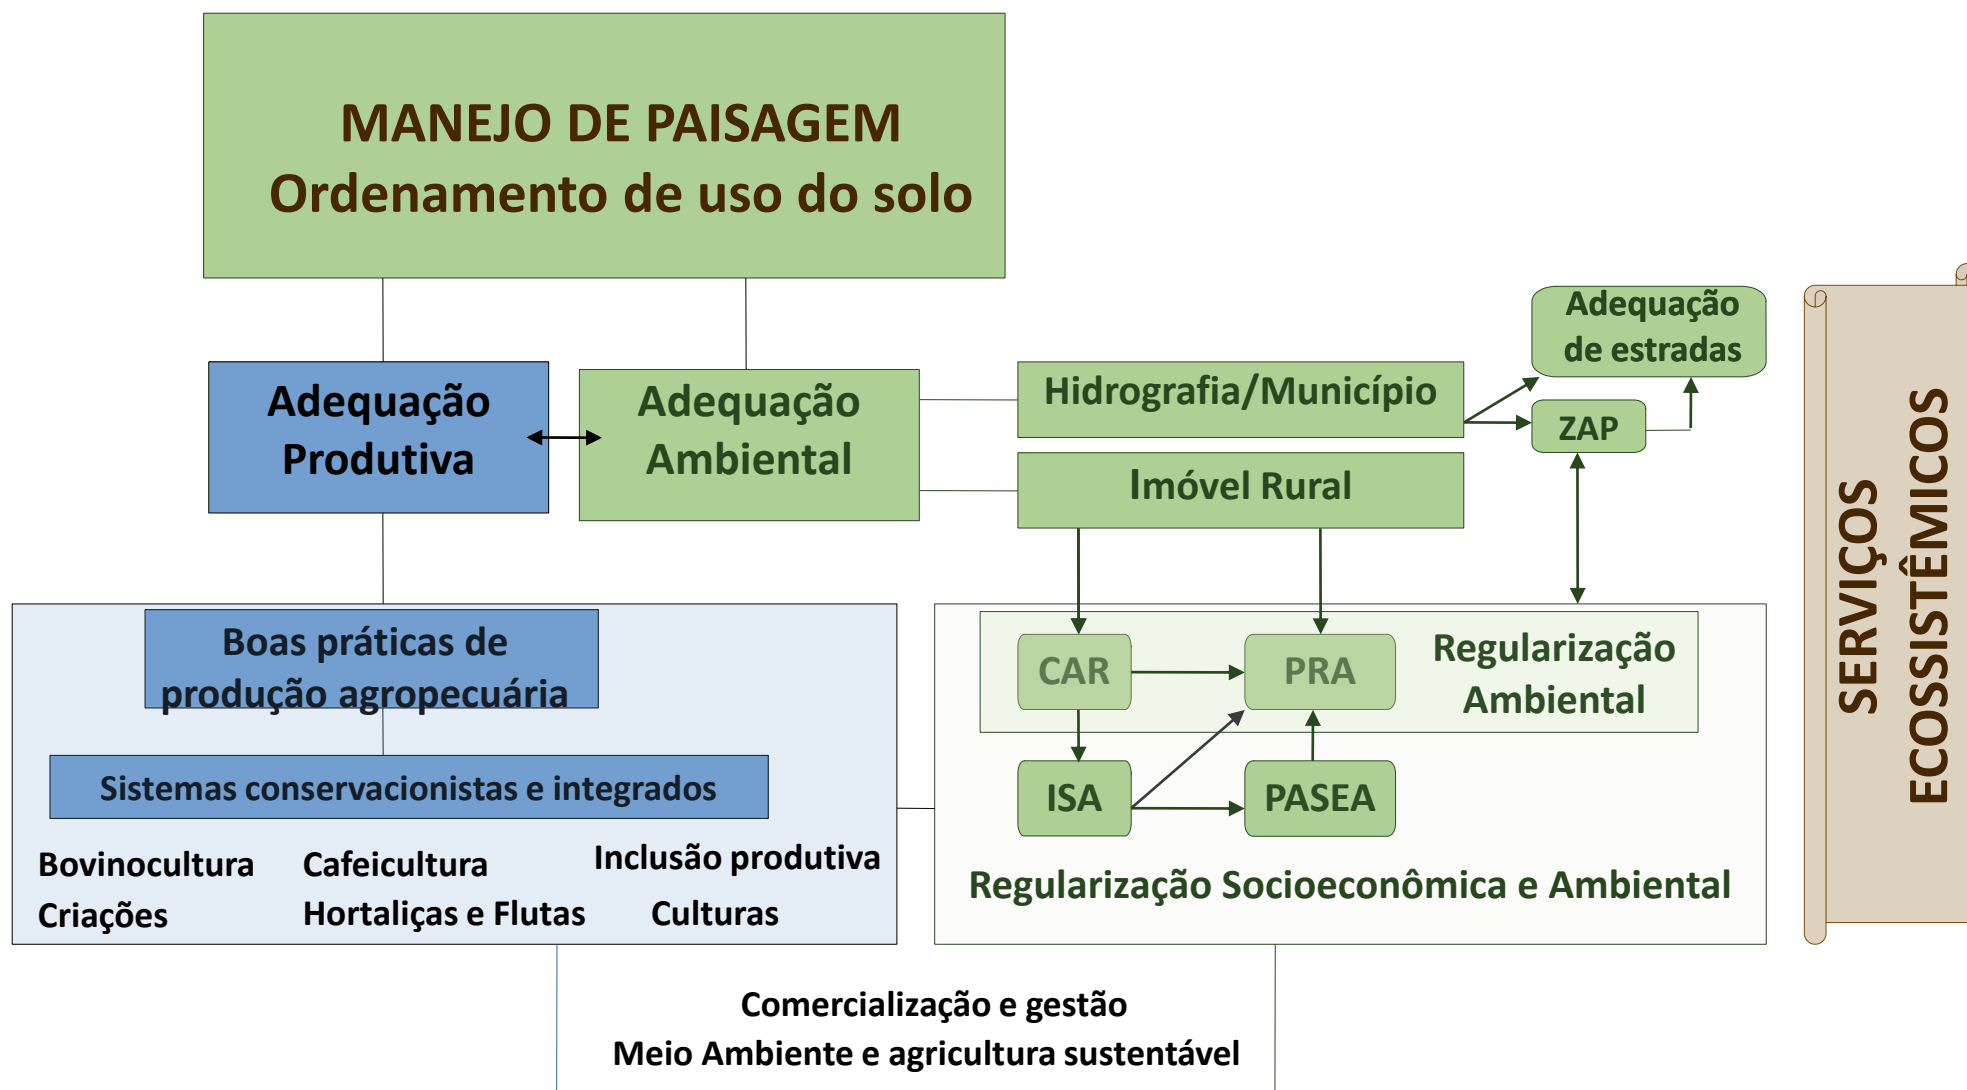 MANEJO DE PAISAGEM
Ordenamento de uso do solo
Adequação
Produtiva
Adequação
Ambiental
Hidrografia/Município
Imóvel Rural
Adequação
de estradas
ZAP
Boas práticas de
produção agropecuária
Sistemas conservacionistas e integrados
Bovinocultura
Cafeicultura
Inclusão produtiva
Criações
Hortaliças e Flutas
Culturas
CAR
PRA
Regularização
Ambiental
ISA
PASEA
Regularização Socioeconômica e Ambiental
Comercialização e gestão
Meio Ambiente e agricultura sustentável
SERVIÇOS
ECOSSISTÊMICOS